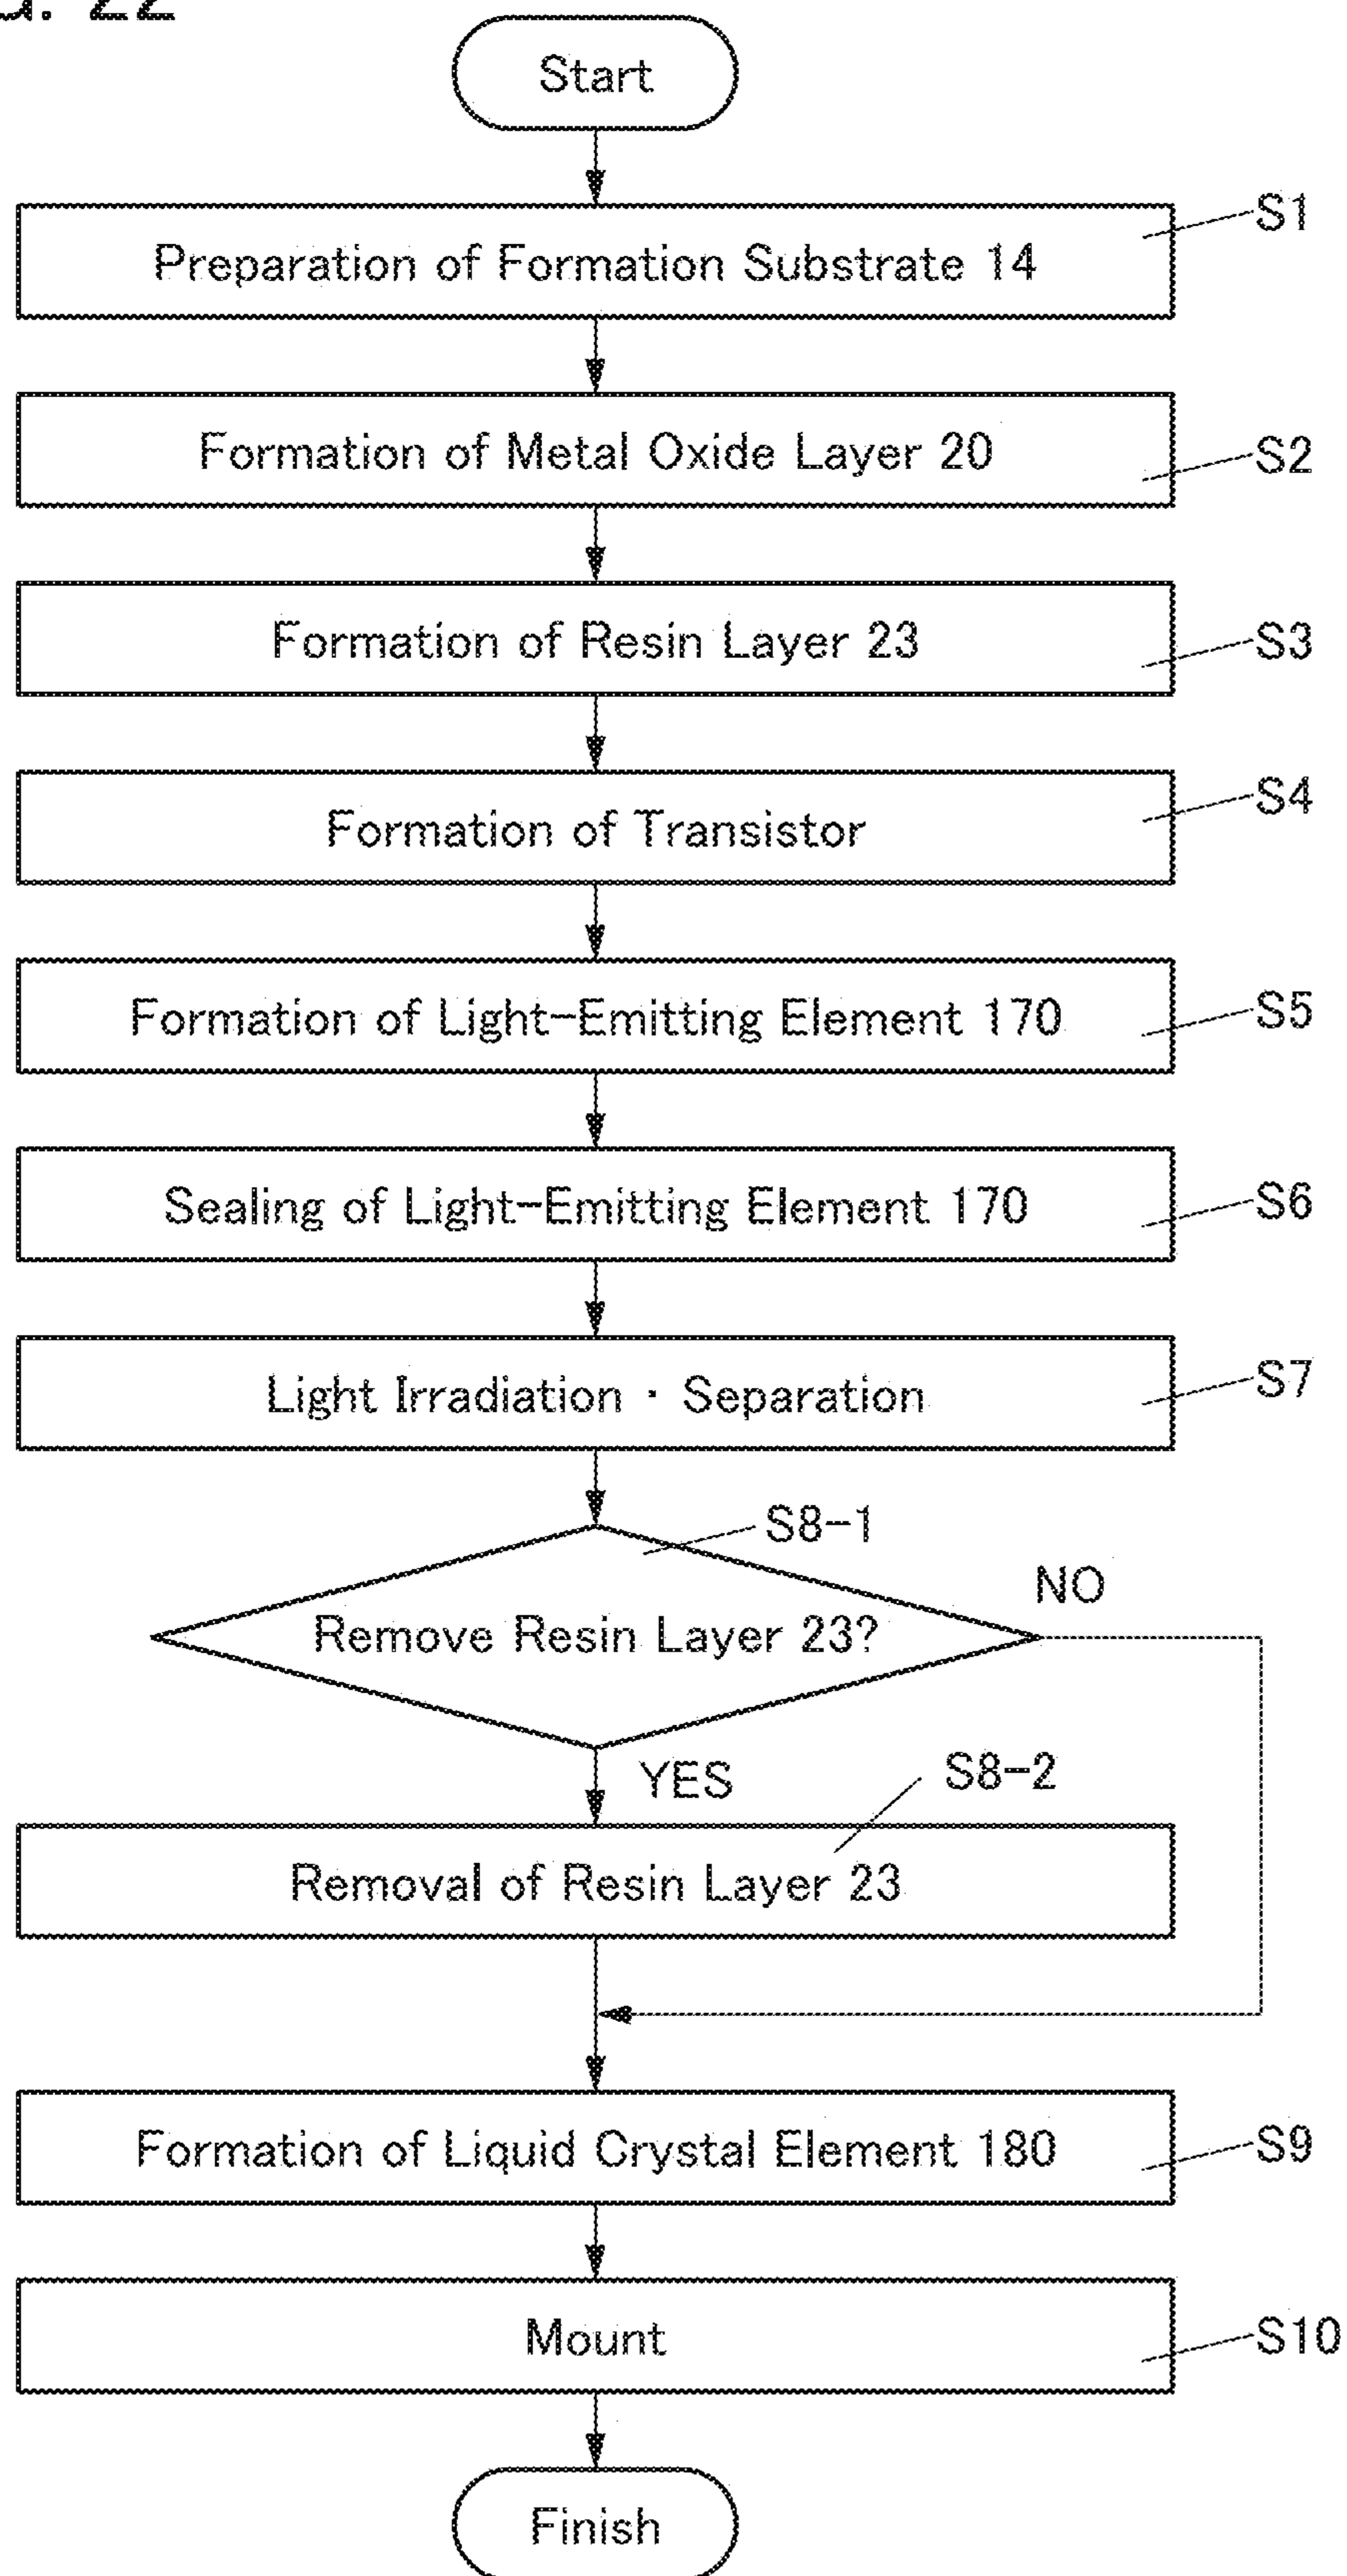 22
Start
Preparation of Formation Substrate 14
S1
Formation of Metal Oxide Layer 20
S2
Formation of Resin Layer 23
S3
Formation of Transistor
S4
Formation of Light-Emitting Element 170
S5
Sealing of Light-Emitting Element 170
S6
Light Irradiation · Separation
S7
S8-1
NO
Remove Resin Layer 23?
YES
S8-2
Removal of Resin Layer 23
Formation of Liquid Crystal Element 180
S9
Mount
S10
Finish